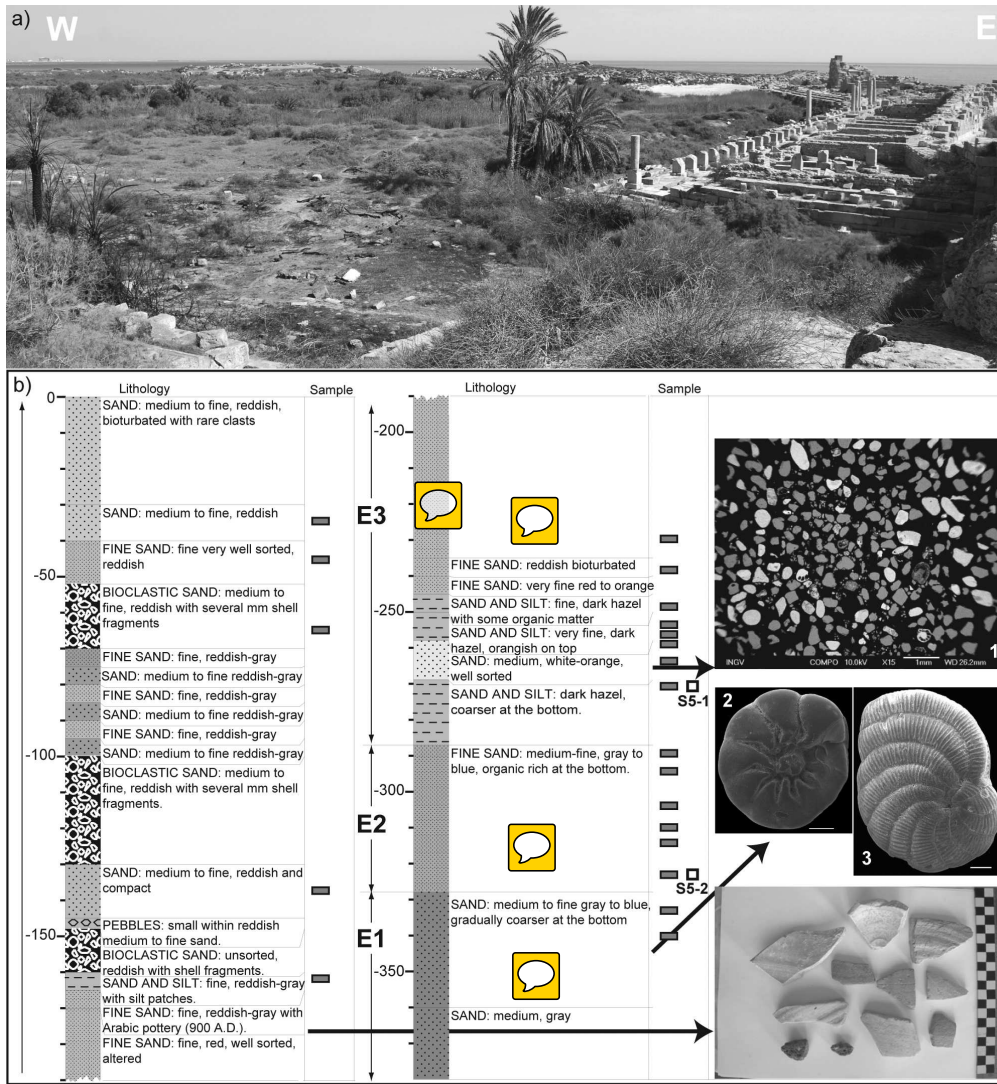 a)
W
E
b)
Lithology
Sample
0
SAND: medium to fine, reddish,
bioturbated with rare clasts
SAND: medium to fine, reddish
FINE SAND: fine very well sorted,
reddish
-50
BIOCLASTIC SAND: medium to
fine, reddish with several mm shell
fragments
FINE SAND: fine, reddish-gray
SAND: medium to fine reddish-gray
FINE SAND: fine, reddish-gray
SAND: medium to fine reddish-gray
FINE SAND: fine, reddish-gray
-100
SAND: medium to fine reddish-gray
BIOCLASTIC SAND: medium to
fine, reddish with several mm shell
fragments.
SAND: medium to fine, reddish and
compact
PEBBLES: small within reddish
medium to fine sand.
-150
BIOCLASTIC SAND: unsorted,
reddish with shell fragments.
SAND AND SILT: fine, reddish-gray
with silt patches.
FINE SAND: fine, reddish-gray with
Arabic pottery (900 A.D.).
FINE SAND: fine, red, well sorted,
altered
Lithology
Sample
-200
E3
FINE SAND: reddish bioturbated
FINE SAND: very fine red to orange
-250
SAND AND SILT: fine, dark hazel
with some organic matter
SAND AND SILT: very fine, dark
hazel, orangish on top
SAND: medium, white-orange,
well sorted
SAND AND SILT: dark hazel,
coarser at the bottom.
S5-1
FINE SAND: medium-fine, gray to
blue, organic rich at the bottom.
-300
E2
S5-2
SAND: medium to fine gray to blue,
gradually coarser at the bottom
E1
-350
SAND: medium, gray
1
INGV COMPO 10.0kV X15 1mm WD 26.2mm
2
3